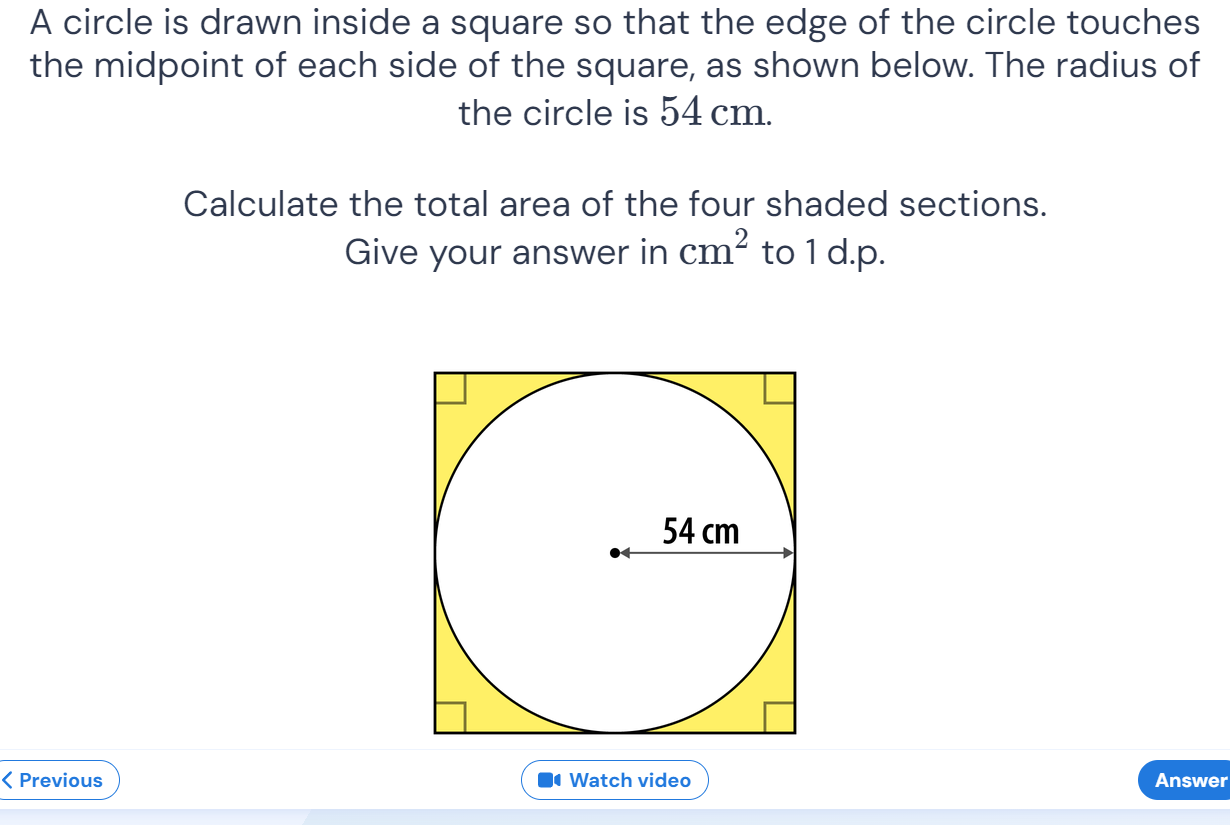 A circle is drawn inside a square so that the edge of the circle touches
the midpoint of each side of the square, as shown below. The radius of
the circle is 54 cm.
Calculate the total area of the four shaded sections.
Give your answer in cm² to 1 d.p.
54 cm
Previous
Watch video
Answer